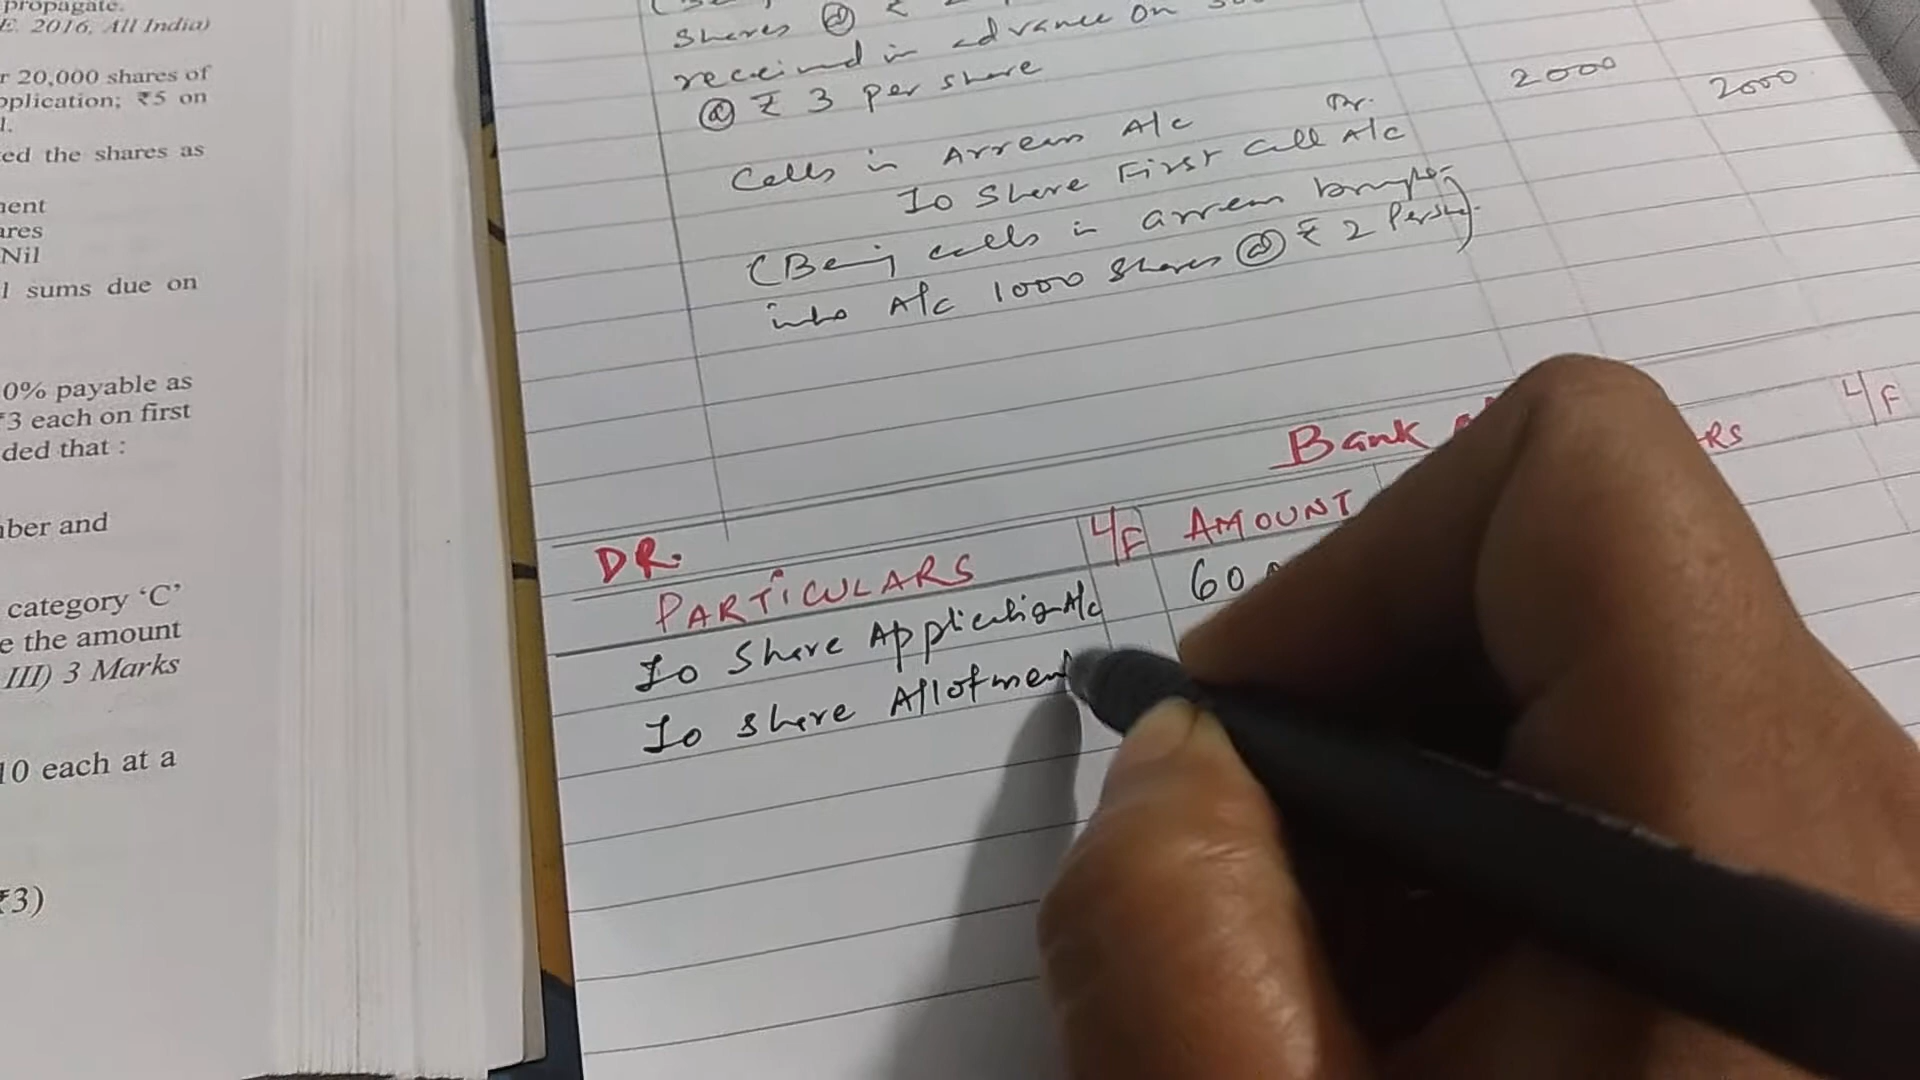 propagate.
E. 2016, All India)
r 20,000 shares of
pplication; ₹5 on
l.
ted the shares as
nent
ares
Nil
l sums due on
0% payable as
₹3 each on first
ded that :
nber and
category ‘C’
e the amount
III) 3 Marks
10 each at a
₹3)
shares @ ₹
received in advance on
@ ₹ 3 per share
Calls in Arrears A/c Dr. 2000
To Share First Call A/c 2000
(Being calls in arrears
into A/c 1000 shares @ ₹ 2 Per
Bank
DR.
PARTICULARS L/F AMOUNT ARS L/F
To Share Application A/c 60
To share Allotment